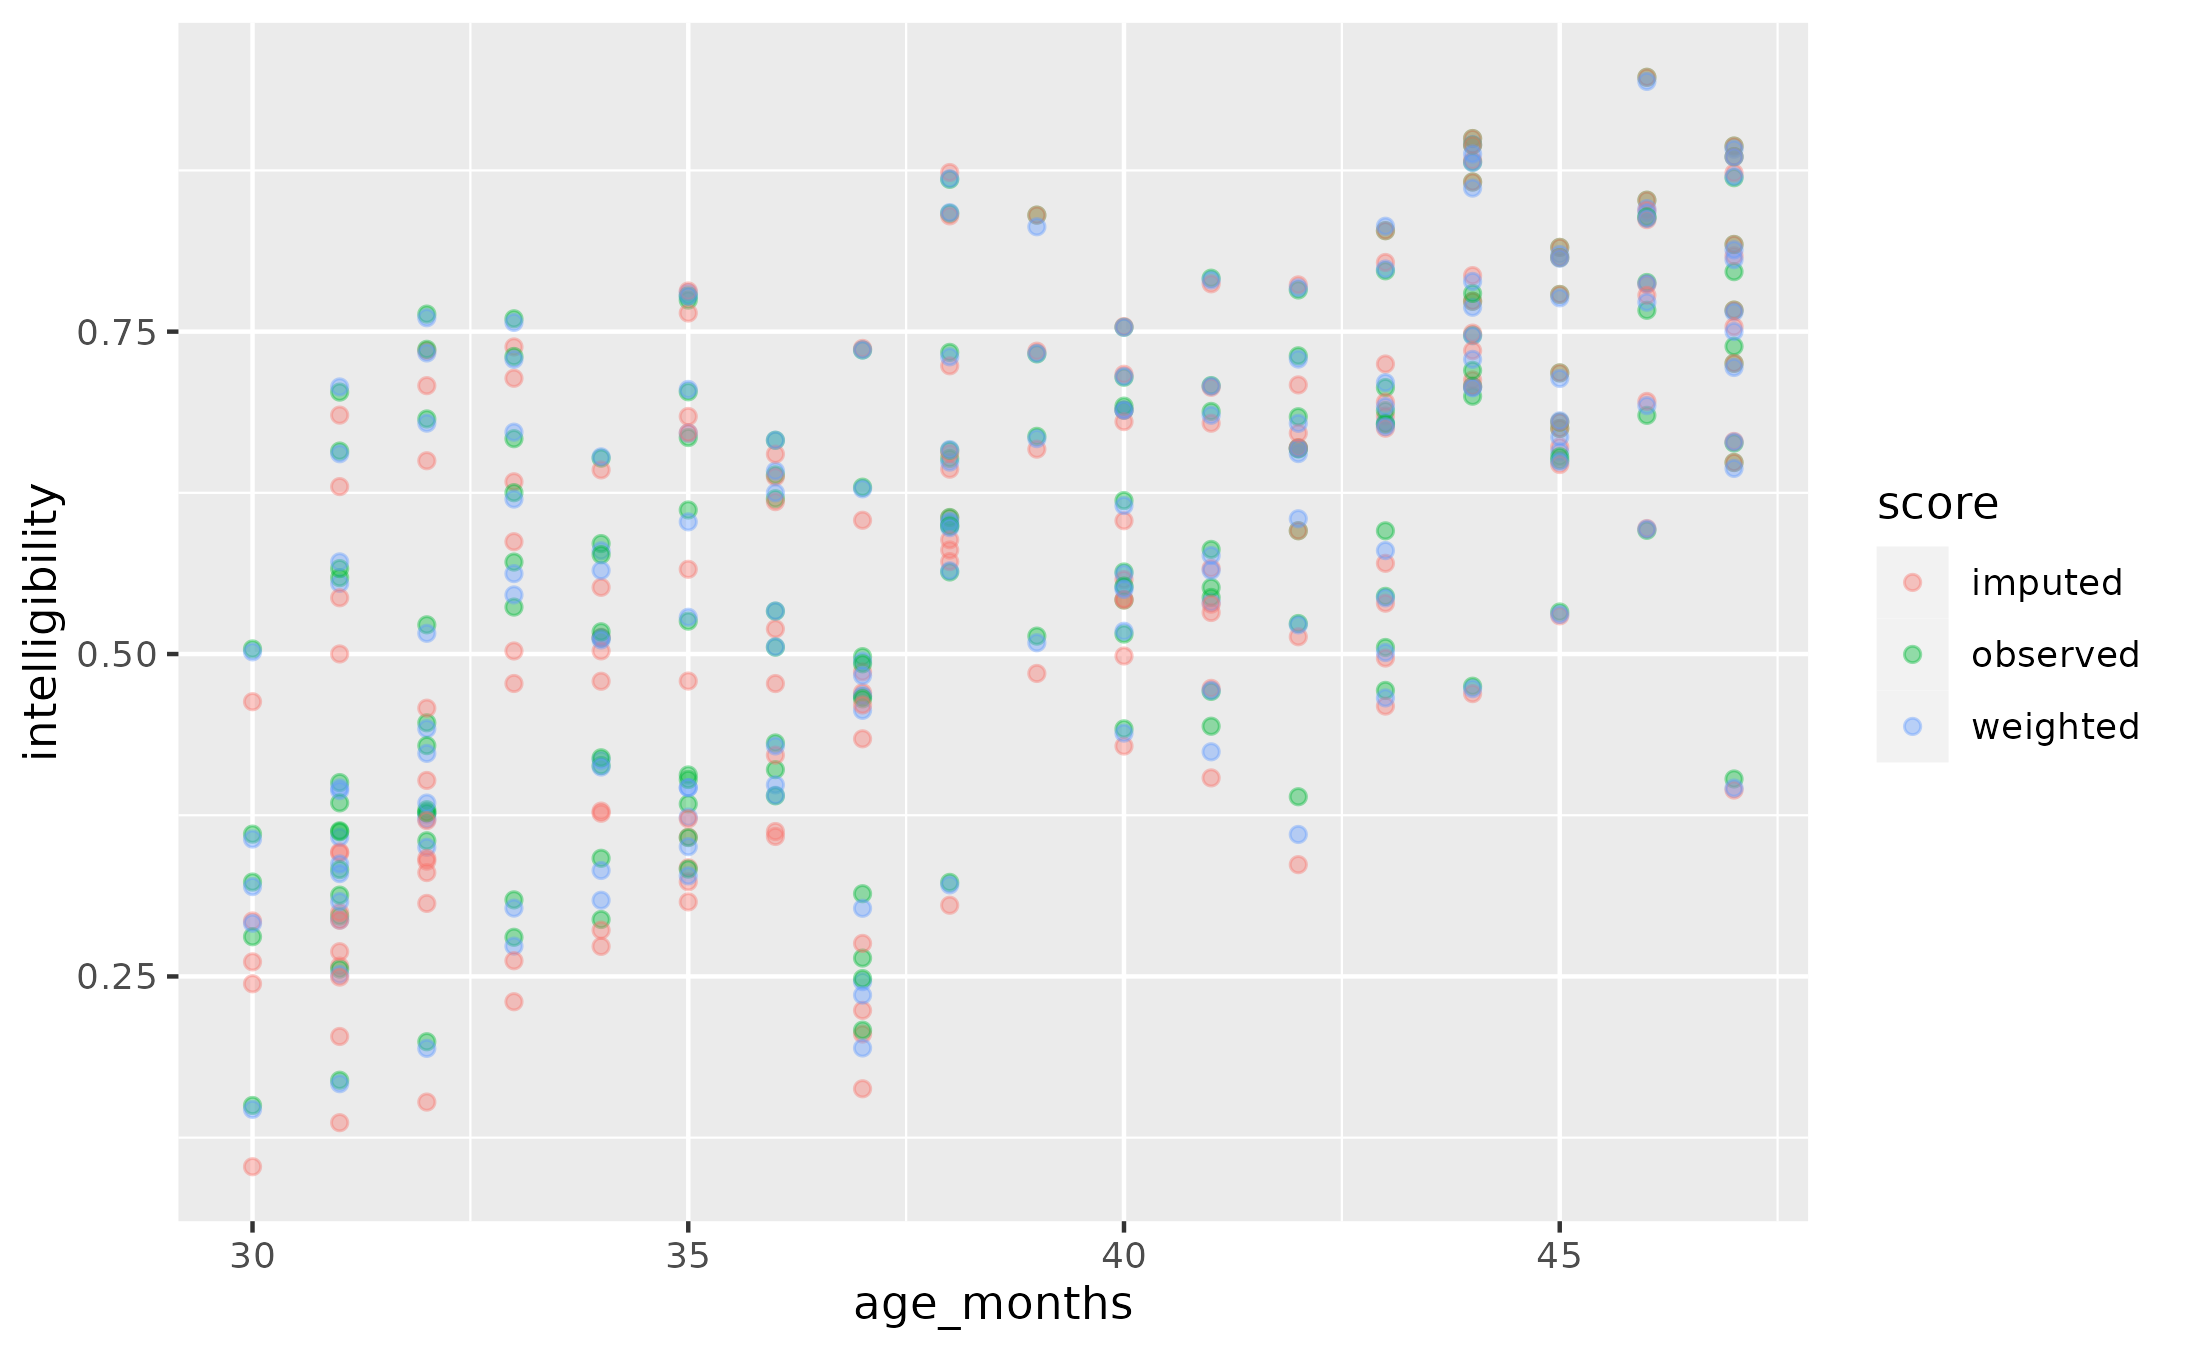 intelligibility
0.75
0.50
0.25
30 35 40 45
age_months
score
imputed
observed
weighted